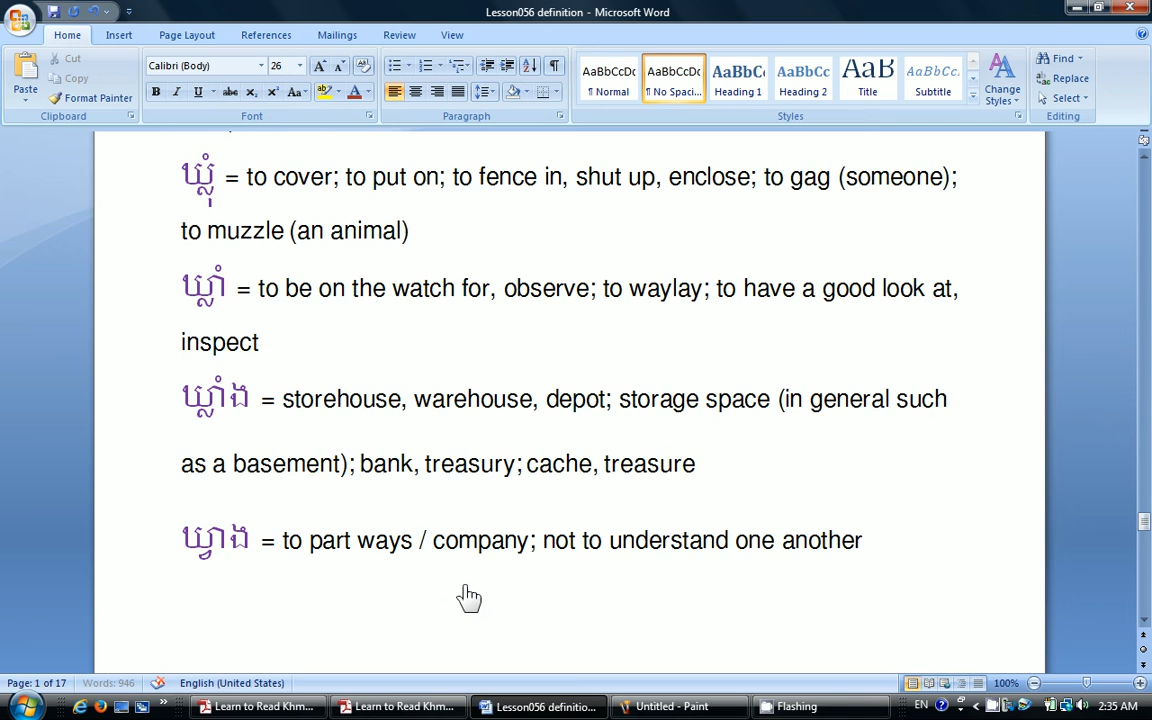 Lesson056 definition - Microsoft Word
Home Insert Page Layout References Mailings Review View
Paste Cut Copy Format Painter
Calibri (Body) 26
AaBbCcDc AaBbCcDc AaBbCc AaBbCc AaB AaBbCc.
¶ Normal ¶ No Spaci... Heading 1 Heading 2 Title Subtitle
Change Styles
Find Replace Select
Clipboard Font Paragraph Styles Editing
ឃ្លុំ = to cover; to put on; to fence in, shut up, enclose; to gag (someone);
to muzzle (an animal)
ឃ្លាំ = to be on the watch for, observe; to waylay; to have a good look at,
inspect
ឃ្លាំង = storehouse, warehouse, depot; storage space (in general such
as a basement); bank, treasury; cache, treasure
ឃ្វាង = to part ways / company; not to understand one another
Page: 1 of 17 Words: 946 English (United States) 100%
Learn to Read Khm... Learn to Read Khm... Lesson056 definitio... Untitled - Paint Flashing EN 2:35 AM